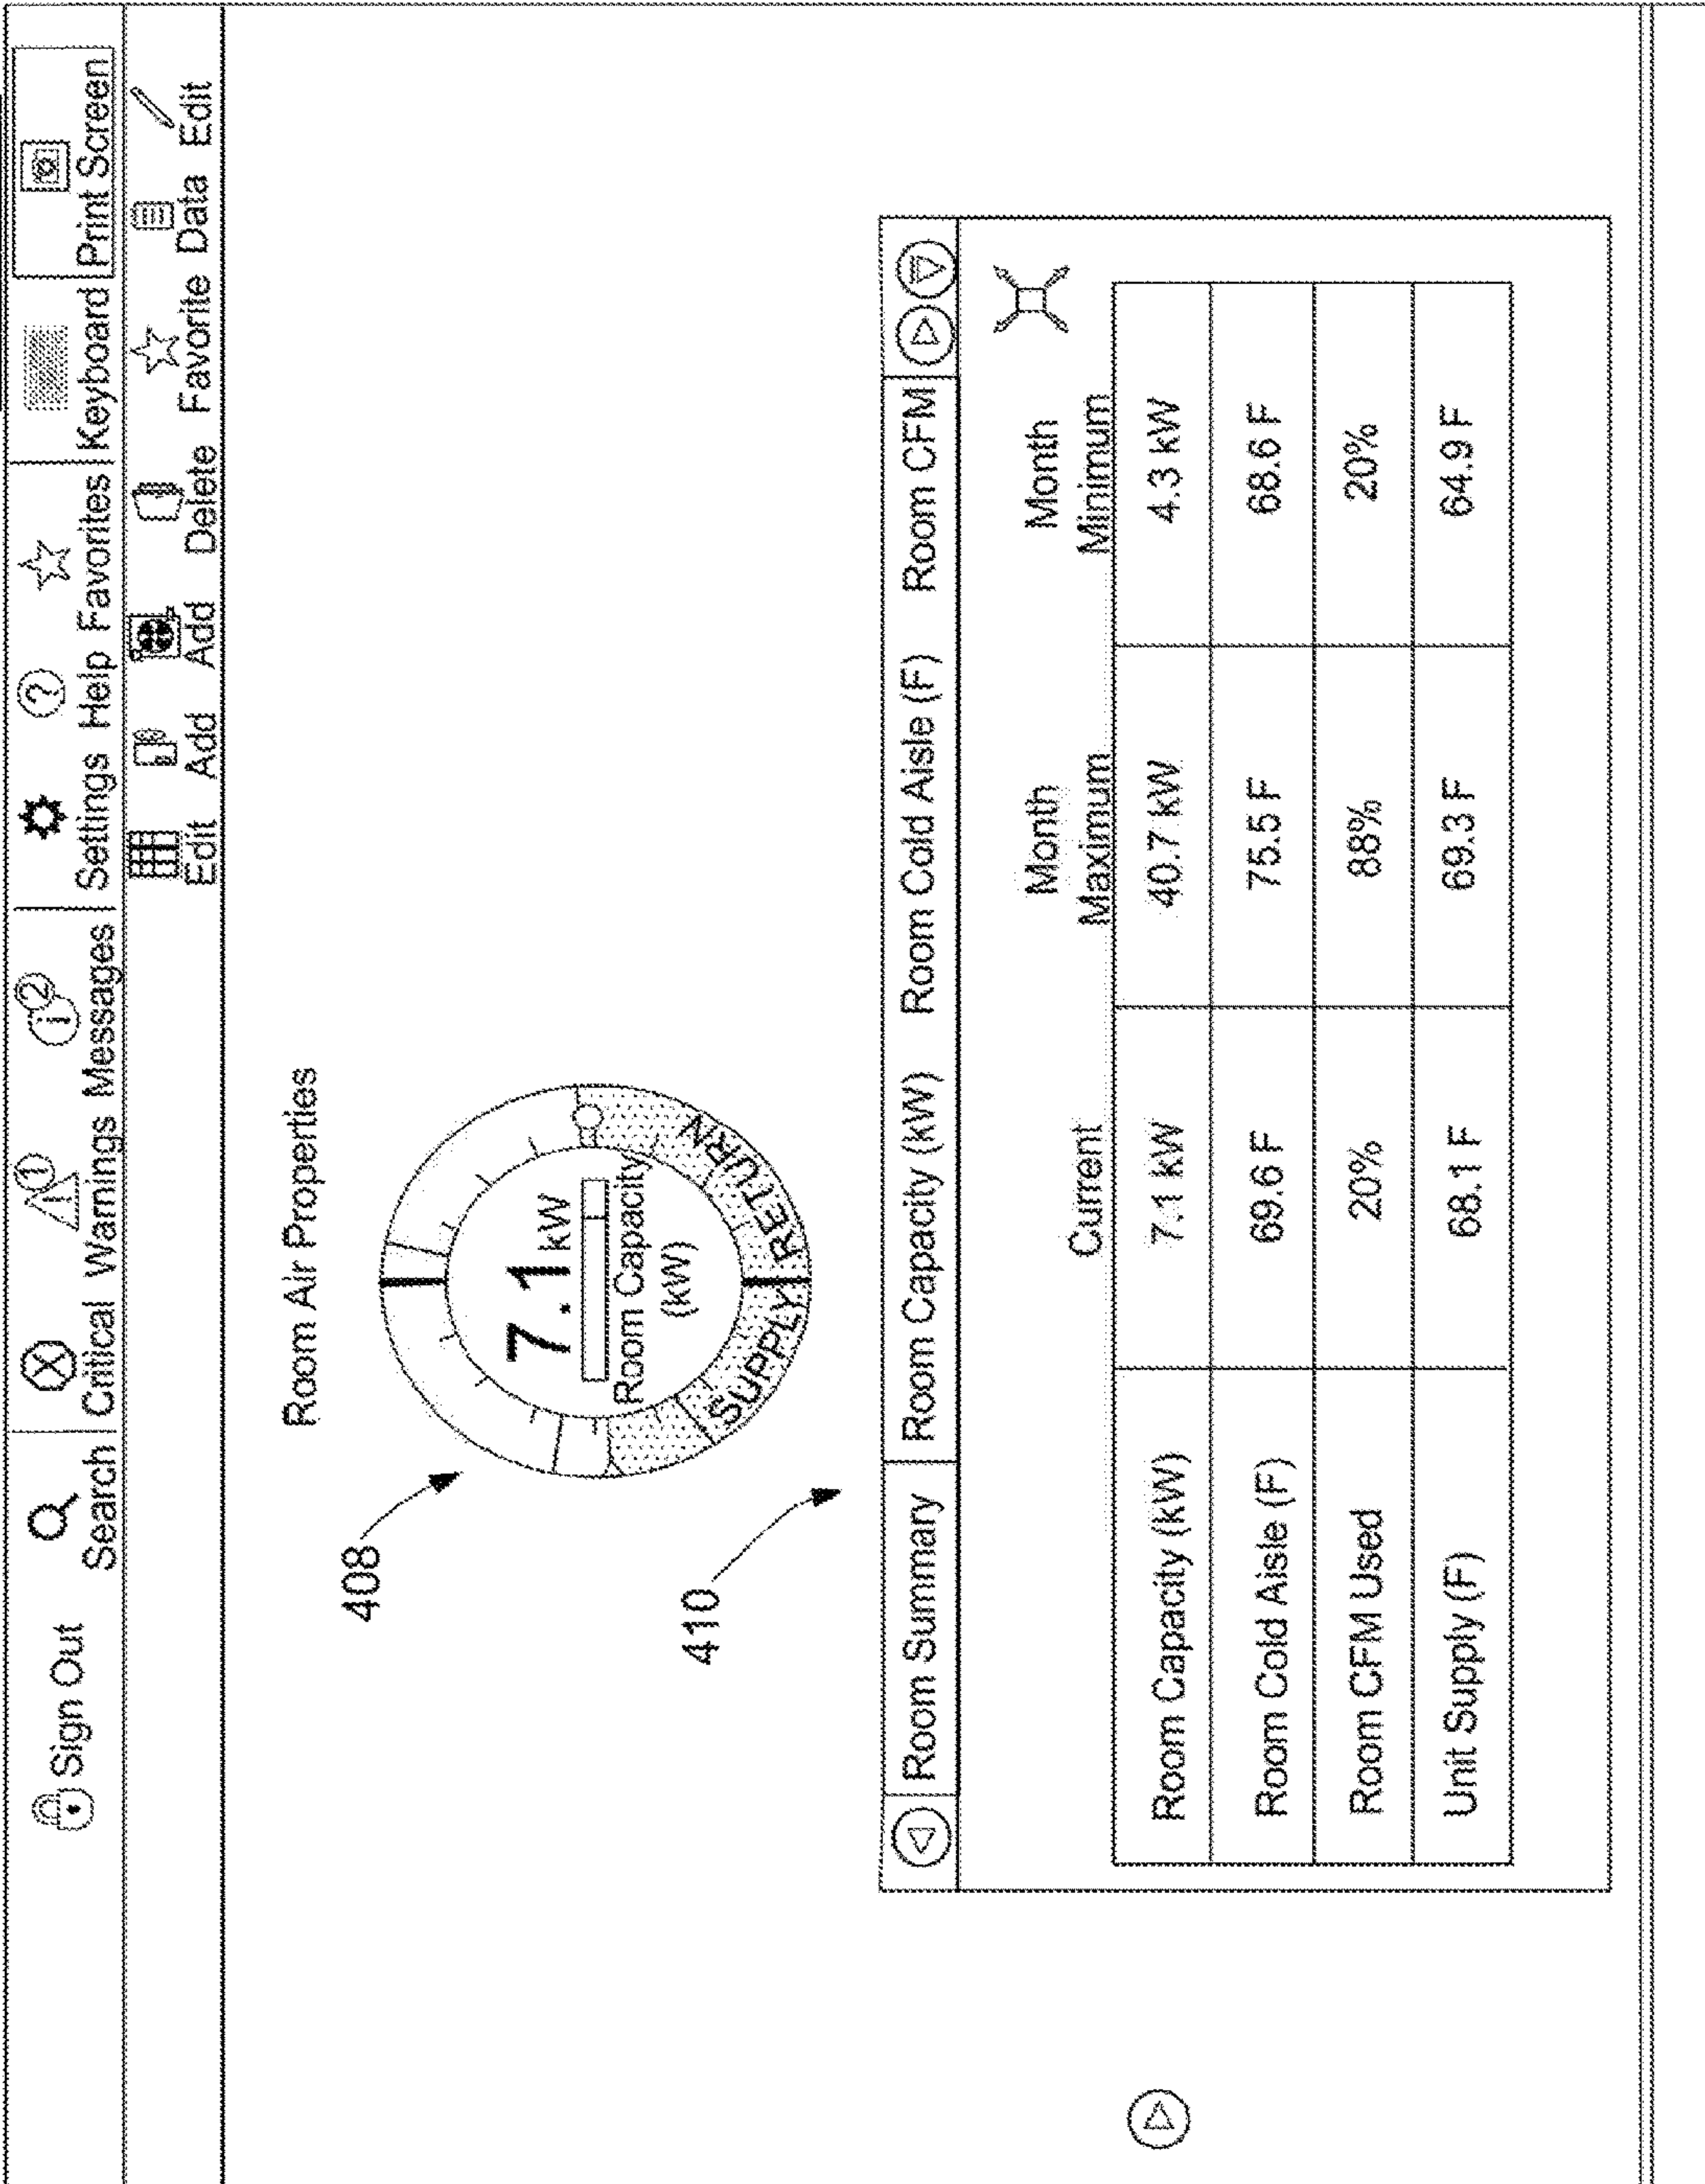 Sign Out
Search
Critical Warnings Messages
1
2
Settings Help Favorites Keyboard Print Screen
Edit Add Add Delete Favorite Data Edit
Room Air Properties
408
7.1 kW
Room Capacity
(kW)
SUPPLY RETURN
410
Room Summary Room Capacity (kW) Room Cold Aisle (F) Room CFM
Current Month Maximum Month Minimum
Room Capacity (kW) 7.1 kW 40.7 kW 4.3 kW
Room Cold Aisle (F) 69.6 F 75.5 F 68.6 F
Room CFM Used 20% 88% 20%
Unit Supply (F) 68.1 F 69.3 F 64.9 F